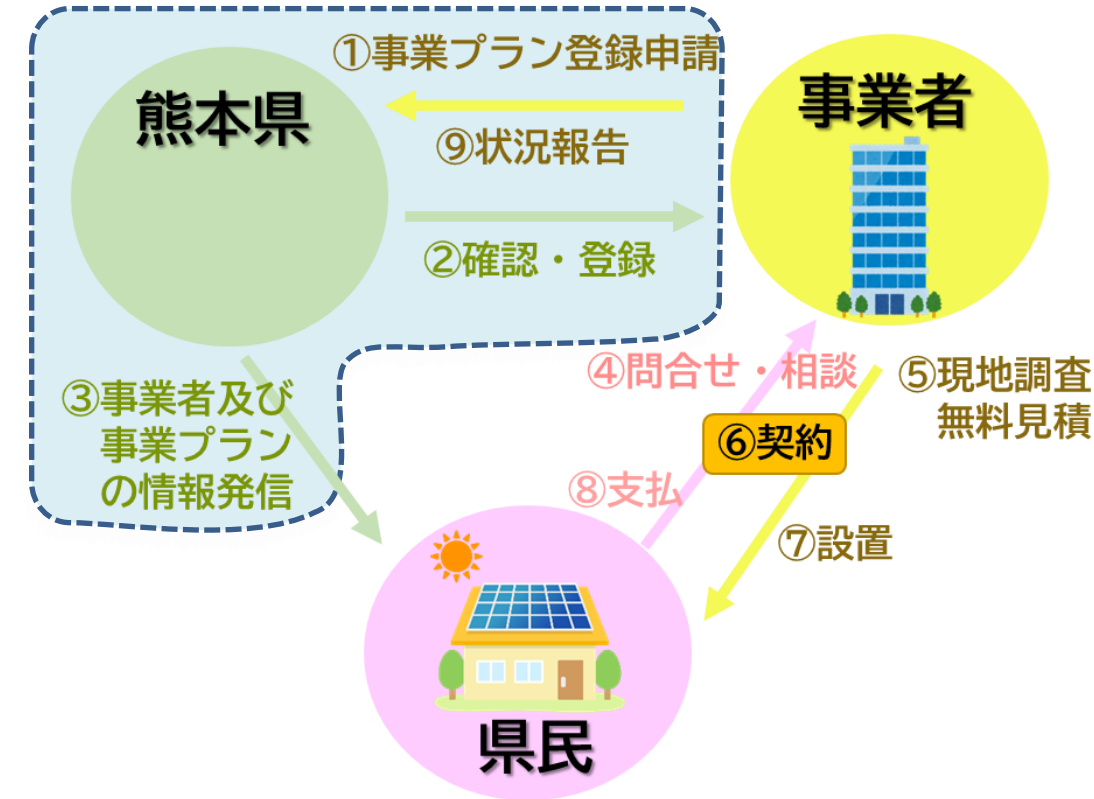 熊本県
①事業プラン登録申請
⑨状況報告
②確認・登録
事業者
③事業者及び
事業プラン
の情報発信
④問合せ・相談
⑤現地調査
無料見積
⑥契約
⑧支払
⑦設置
県民